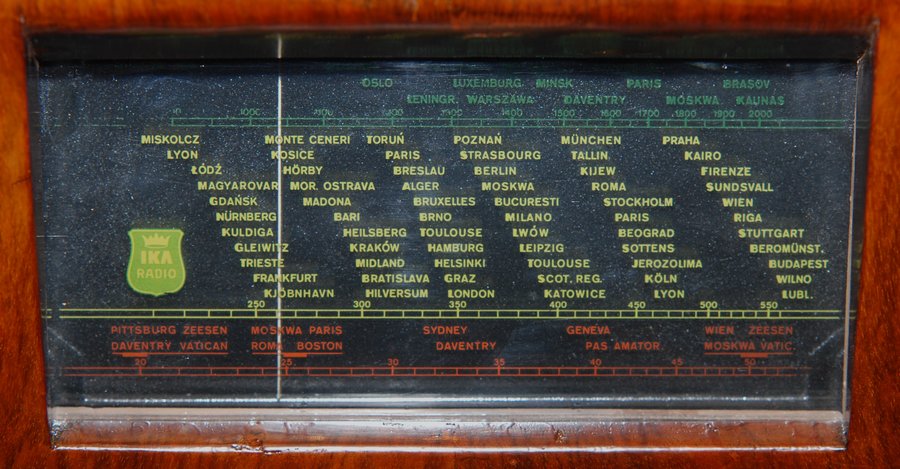 OSLO LUXEMBURG MINSK PARIS BRASOV
LENINGR. WARSZAWA DAVENTRY MOSKWA KAUNAS
1000 1100 1300 1400 1500 1600 1700 1800 1900 2000
MISKOLCZ MONTE CENERI TORUŃ POZNAŃ MÜNCHEN PRAHA
LYON KOSICE PARIS STRASBOURG TALLIN KAIRO
ŁÓDŹ HÖRBY BRESLAU BERLIN KIJEW FIRENZE
MAGYAROVAR MOR. OSTRAVA ALGER MOSKWA ROMA SUNDSVALL
GDAŃSK MADONA BRUXELLES BUCURESTI STOCKHOLM WIEN
NÜRNBERG BARI BRNO MILANO PARIS RIGA
KULDIGA HEILSBERG TOULOUSE LWÓW BEOGRAD STUTTGART
GLEIWITZ KRAKÓW HAMBURG LEIPZIG SOTTENS BEROMÜNST.
TRIESTE MIDLAND HELSINKI TOULOUSE JEROZOLIMA BUDAPEST
FRANKFURT BRATISLAVA GRAZ SCOT. REG. KÖLN WILNO
KJÖBNHAVN HILVERSUM LONDON KATOWICE LYON LUBL.
IKA
RADIO
250 300 350 400 450 500 550
PITTSBURG ZEESEN MOSKWA PARIS SYDNEY GENEVA WIEN ZEESEN
DAVENTRY VATICAN ROMA BOSTON DAVENTRY PAS AMATOR. MOSKWA VATIC.
20 25 30 35 40 45 50